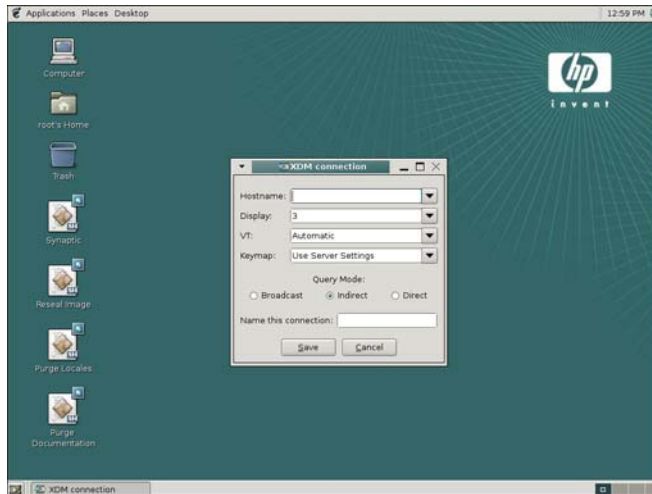 Applications Places Desktop
12:59 PM
Computer
root's Home
Trash
Synaptic
Reseal Image
Purge Locales
Purge
Documentation
hp
invent
XDM connection
Hostname:
Display: 3
VT: Automatic
Keymap: Use Server Settings
Query Mode:
Broadcast Indirect Direct
Name this connection:
Save Cancel
XDM connection